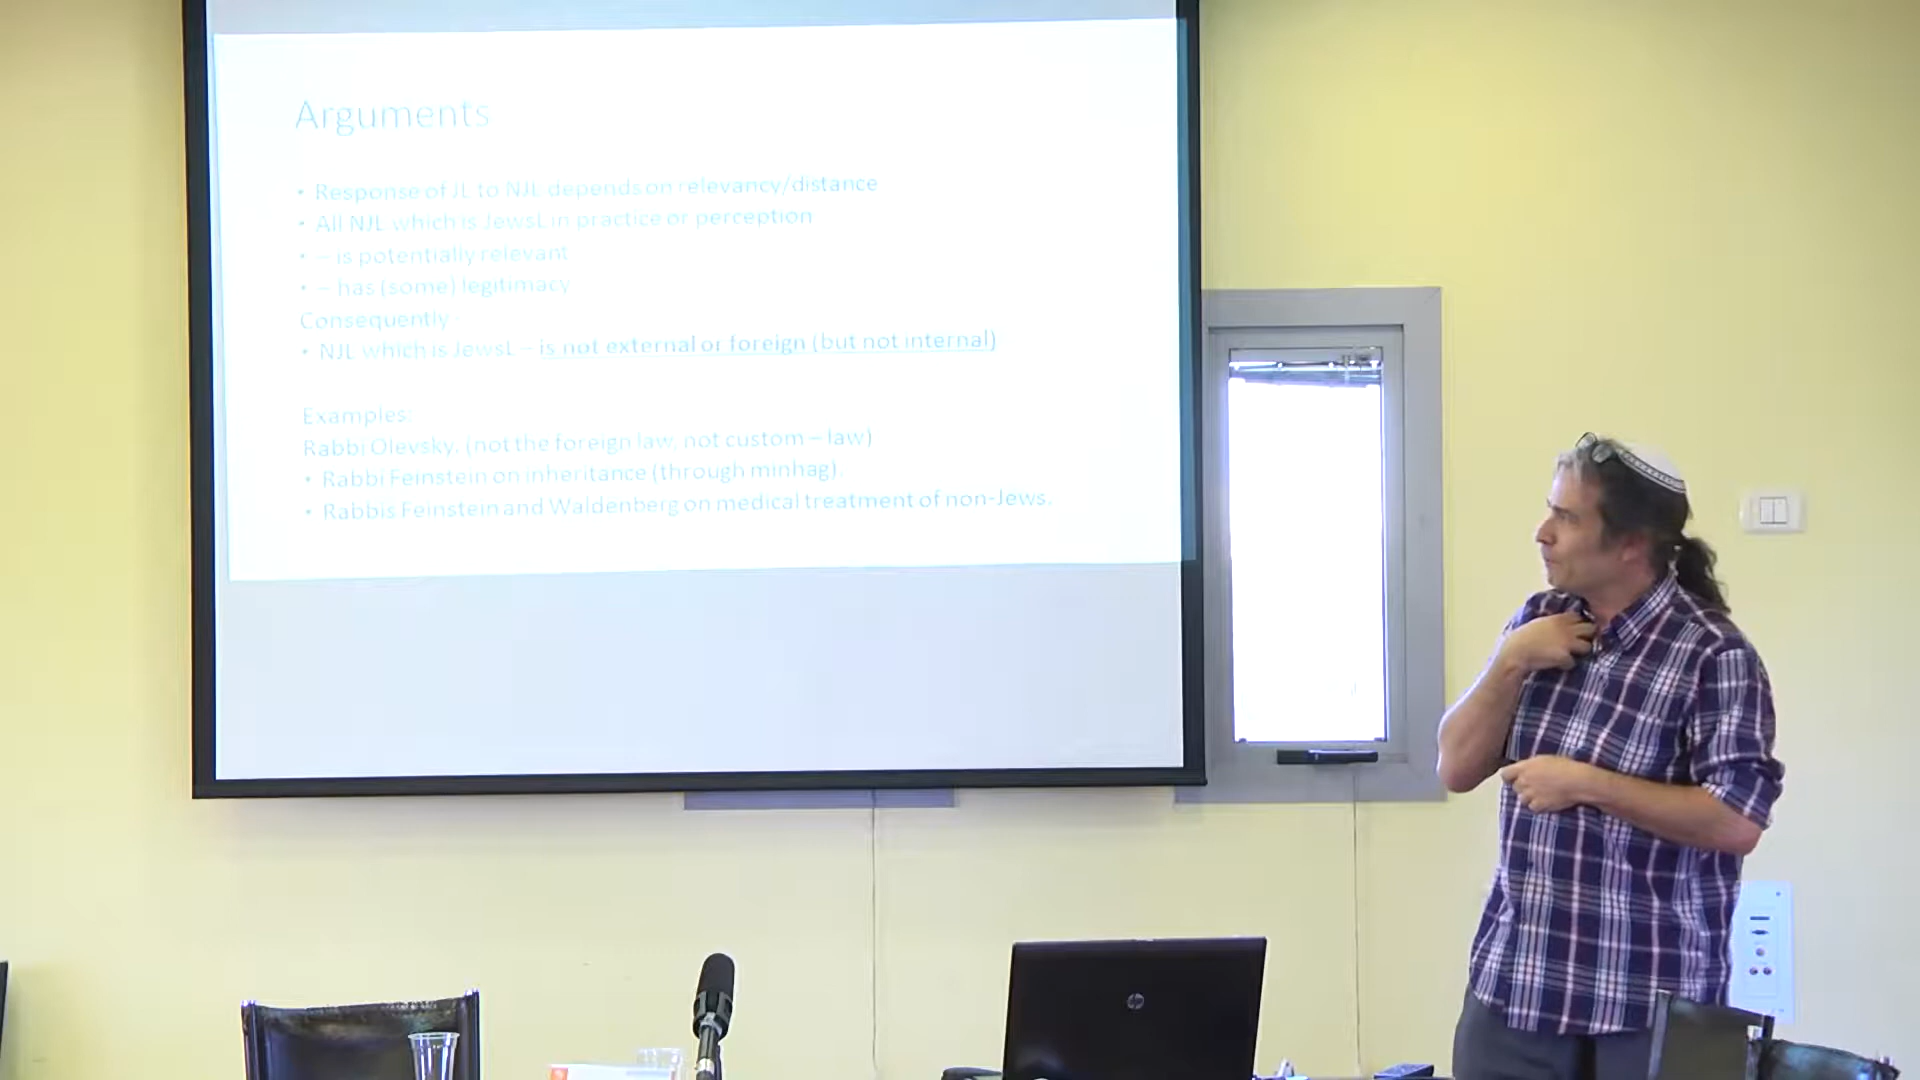 Arguments
• Response of JL to NJL depends on relevancy/distance
• All NJL which is JewsL in practice or perception
• – is potentially relevant
• – has (some) legitimacy
Consequently -
• NJL which is JewsL – is not external or foreign (but not internal)
Examples:
Rabbi Olevsky. (not the foreign law, not custom – law)
• Rabbi Feinstein on inheritance (through minhag).
• Rabbis Feinstein and Waldenberg on medical treatment of non-Jews.
hp